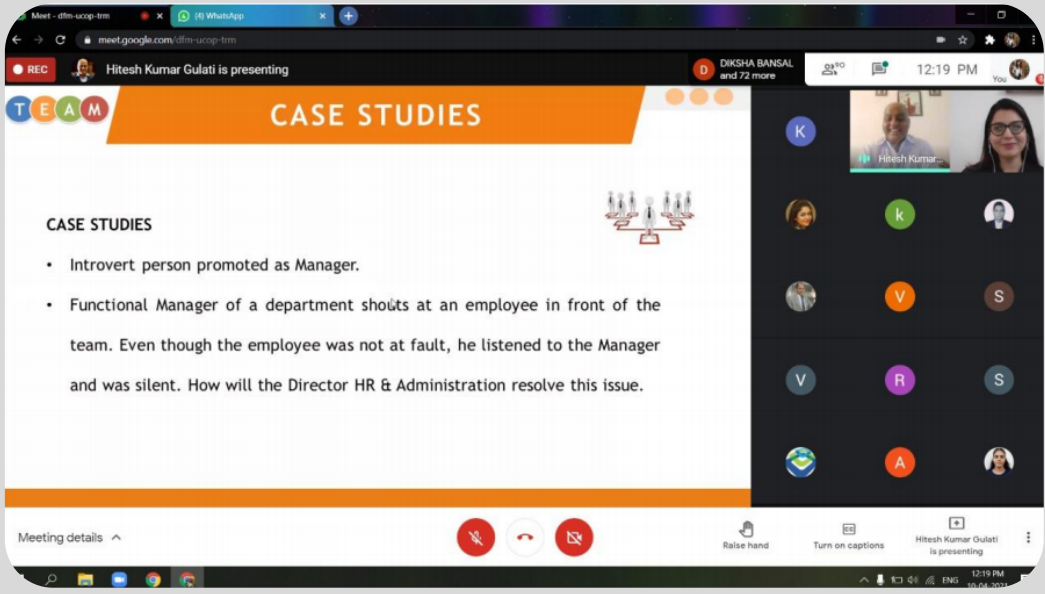 Meet - dfm-ucop-trm
(4) WhatsApp
meet.google.com/dfm-ucop-trm
REC
Hitesh Kumar Gulati is presenting
D
DIKSHA BANSAL
and 72 more
90
12:19 PM
You
TEAM
CASE STUDIES
CASE STUDIES
• Introvert person promoted as Manager.
• Functional Manager of a department shouts at an employee in front of the
team. Even though the employee was not at fault, he listened to the Manager
and was silent. How will the Director HR & Administration resolve this issue.
K
Hitesh Kumar...
k
V
S
V
R
S
A
Meeting details
Raise hand
Turn on captions
Hitesh Kumar Gulati
is presenting
ENG
12:19 PM
10-04-2021